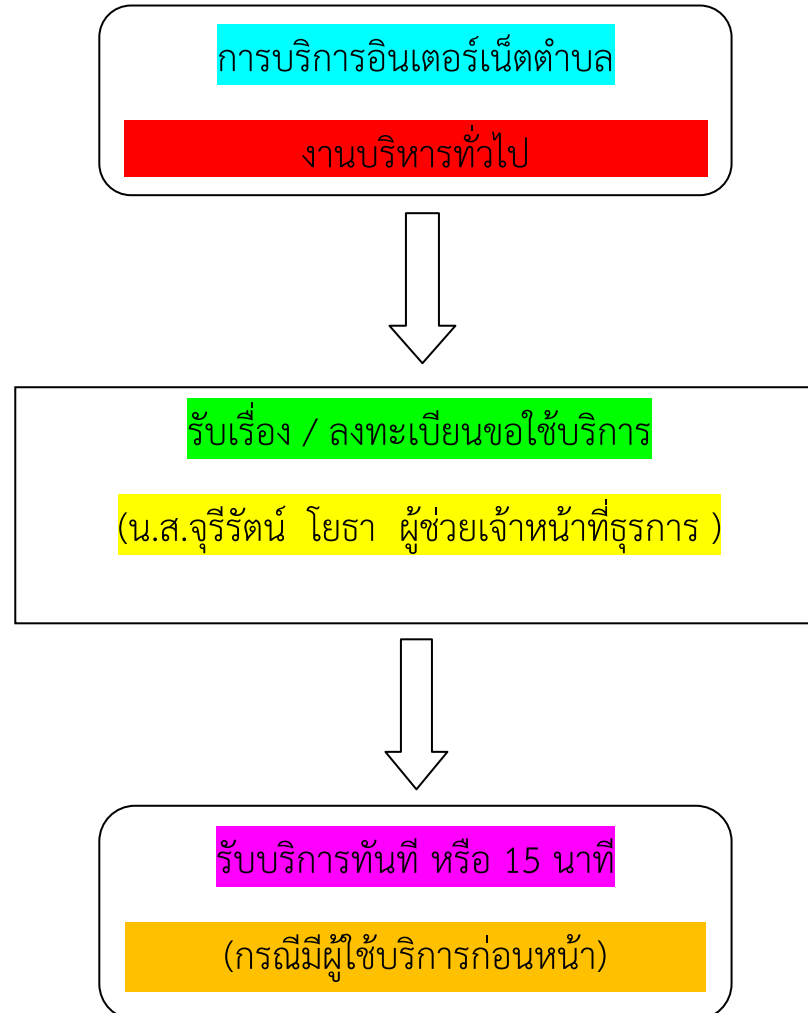 การบริการอินเตอร์เน็ตตำบล
งานบริหารทั่วไป
รับเรื่อง / ลงทะเบียนขอใช้บริการ
(น.ส.จุรีรัตน์ โยธา ผู้ช่วยเจ้าหน้าที่ธุรการ )
รับบริการทันที หรือ 15 นาที
(กรณีมีผู้ใช้บริการก่อนหน้า)